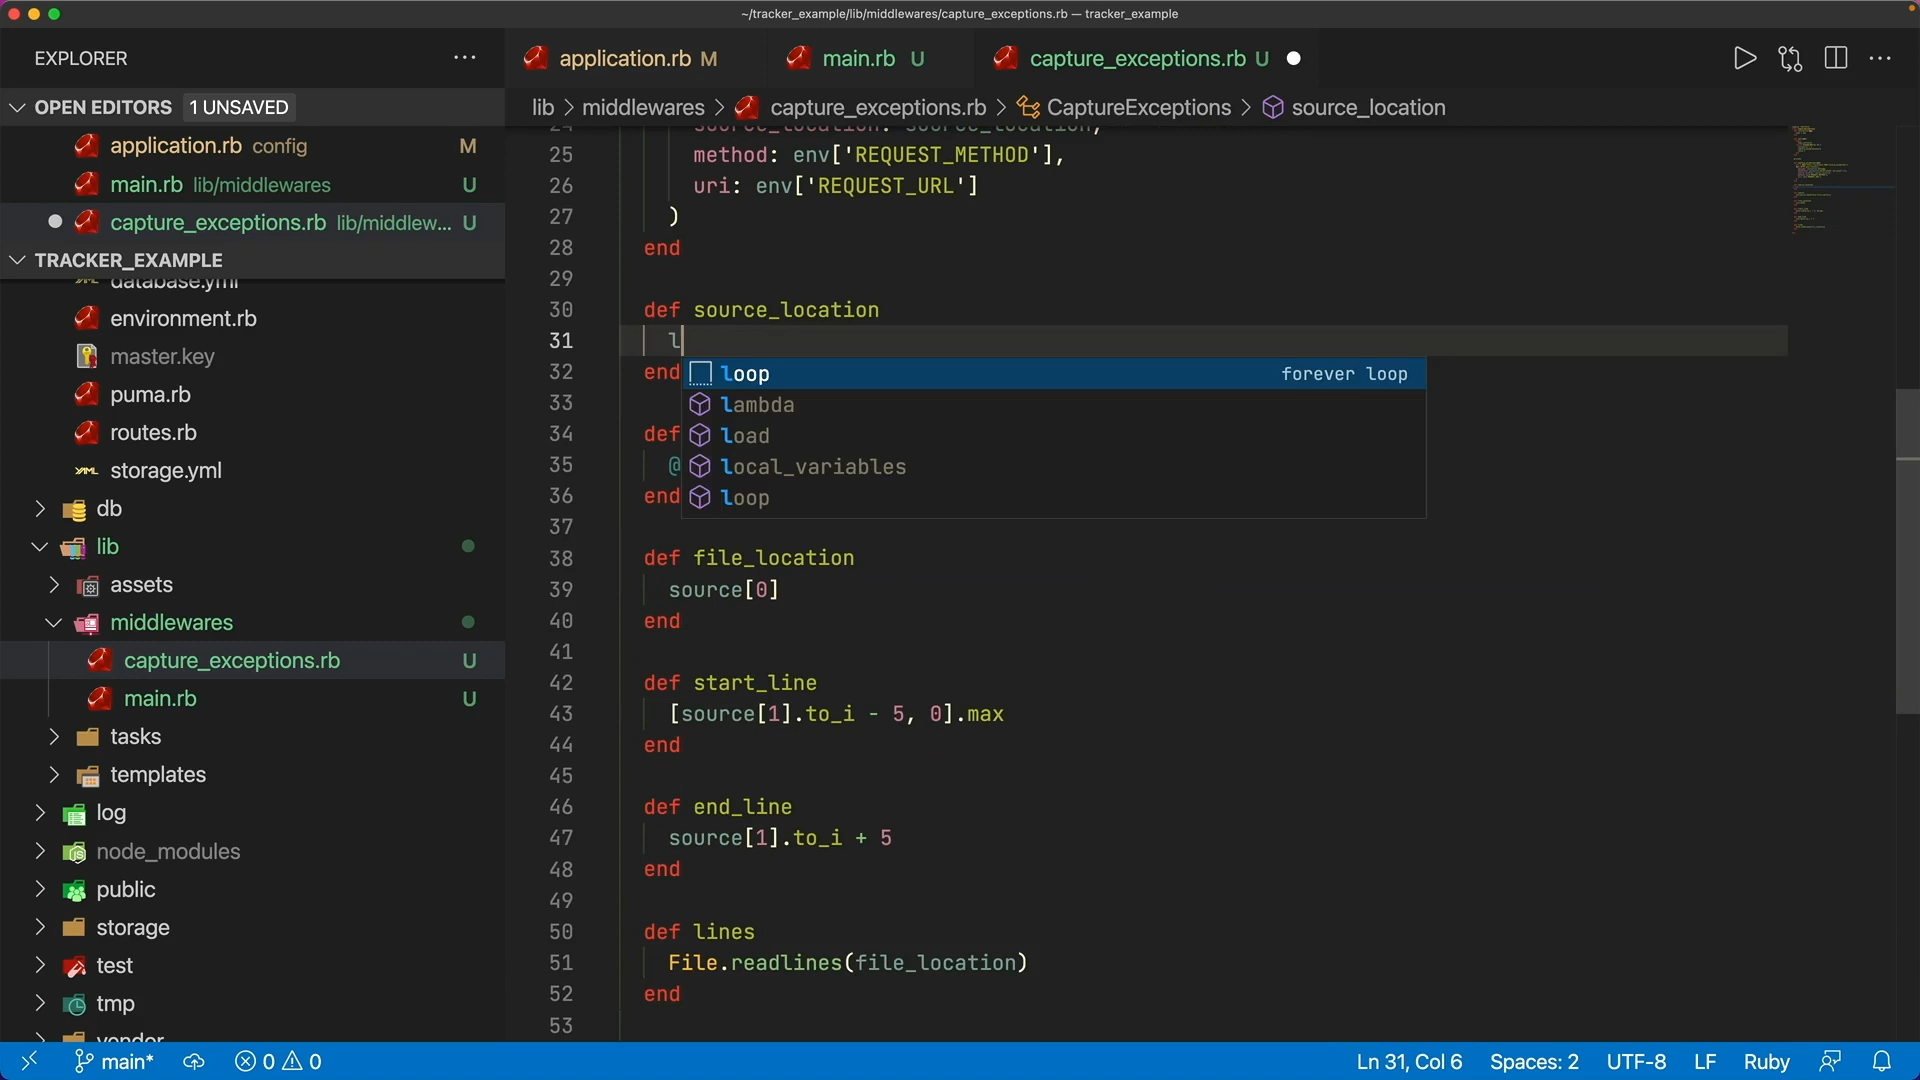 ~/tracker_example/lib/middlewares/capture_exceptions.rb — tracker_example
EXPLORER
application.rb M
main.rb U
capture_exceptions.rb U
OPEN EDITORS 1 UNSAVED
lib > middlewares > capture_exceptions.rb > CaptureExceptions > source_location
application.rb config M
main.rb lib/middlewares U
capture_exceptions.rb lib/middlew... U
TRACKER_EXAMPLE
database.yml
environment.rb
master.key
puma.rb
routes.rb
storage.yml
db
lib
assets
middlewares
capture_exceptions.rb U
main.rb U
tasks
templates
log
node_modules
public
storage
test
tmp
vendor
24 source_location: source_location,
25 method: env['REQUEST_METHOD'],
26 uri: env['REQUEST_URL']
27 )
28 end
29
30 def source_location
31 l
32 end
33
34 def
35 @
36 end
37
38 def file_location
39 source[0]
40 end
41
42 def start_line
43 [source[1].to_i - 5, 0].max
44 end
45
46 def end_line
47 source[1].to_i + 5
48 end
49
50 def lines
51 File.readlines(file_location)
52 end
53
loop forever loop
lambda
load
local_variables
loop
main* 0 0 Ln 31, Col 6 Spaces: 2 UTF-8 LF Ruby